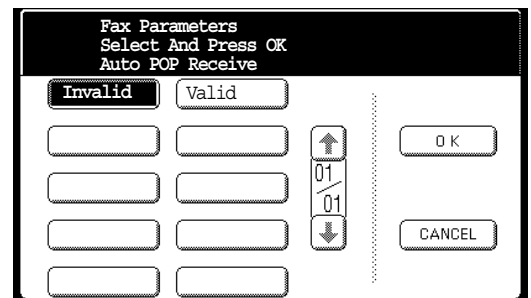 Fax Parameters
Select And Press OK
Auto POP Receive
Invalid
Valid
01
01
OK
CANCEL